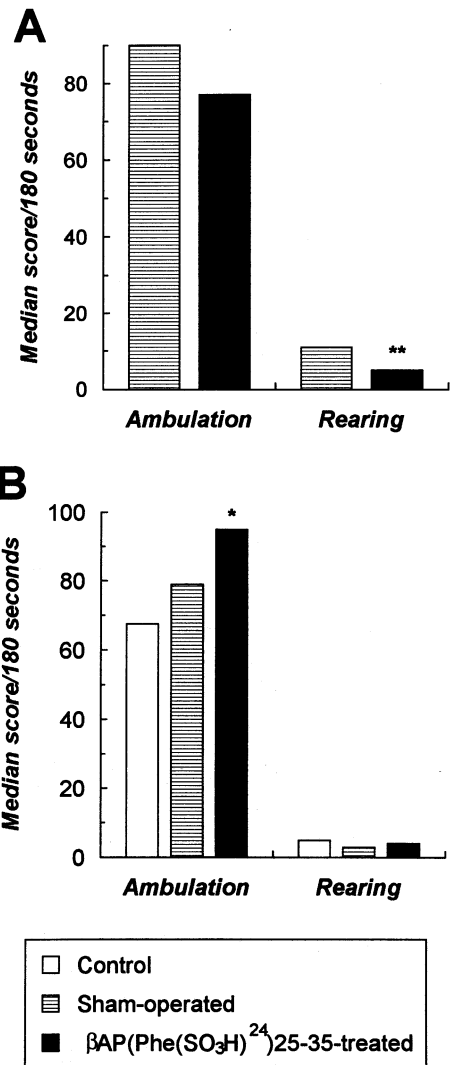 A
Median score/180 seconds
80
60
40
20
0
**
Ambulation Rearing
B
Median score/180 seconds
100
80
60
40
20
0
*
Ambulation Rearing
Control
Sham-operated
βAP(Phe(SO₃H)²⁴)25-35-treated